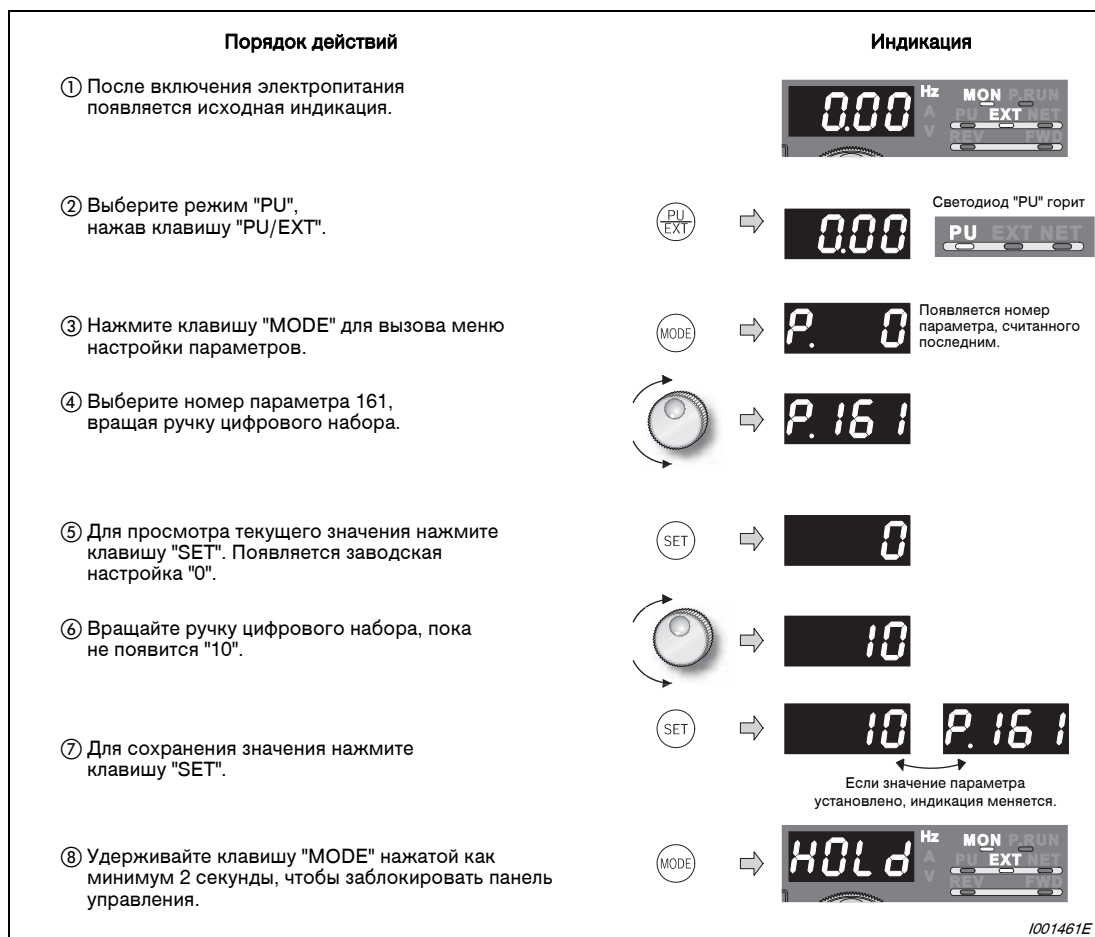 Порядок действий
Индикация
① После включения электропитания
появляется исходная индикация.
0.00
Hz
A
V
MON P.RUN
PU EXT NET
REV FWD
② Выберите режим "PU",
нажав клавишу "PU/EXT".
PU
EXT
0.00
Светодиод "PU" горит
PU EXT NET
③ Нажмите клавишу "MODE" для вызова меню
настройки параметров.
MODE
P. 0
Появляется номер
параметра, считанного
последним.
④ Выберите номер параметра 161,
вращая ручку цифрового набора.
P. 161
⑤ Для просмотра текущего значения нажмите
клавишу "SET". Появляется заводская
настройка "0".
SET
0
⑥ Вращайте ручку цифрового набора, пока
не появится "10".
10
⑦ Для сохранения значения нажмите
клавишу "SET".
SET
10
P. 161
Если значение параметра
установлено, индикация меняется.
⑧ Удерживайте клавишу "MODE" нажатой как
минимум 2 секунды, чтобы заблокировать панель
управления.
MODE
HOLd
Hz
A
V
MON P.RUN
PU EXT NET
REV FWD
I001461E